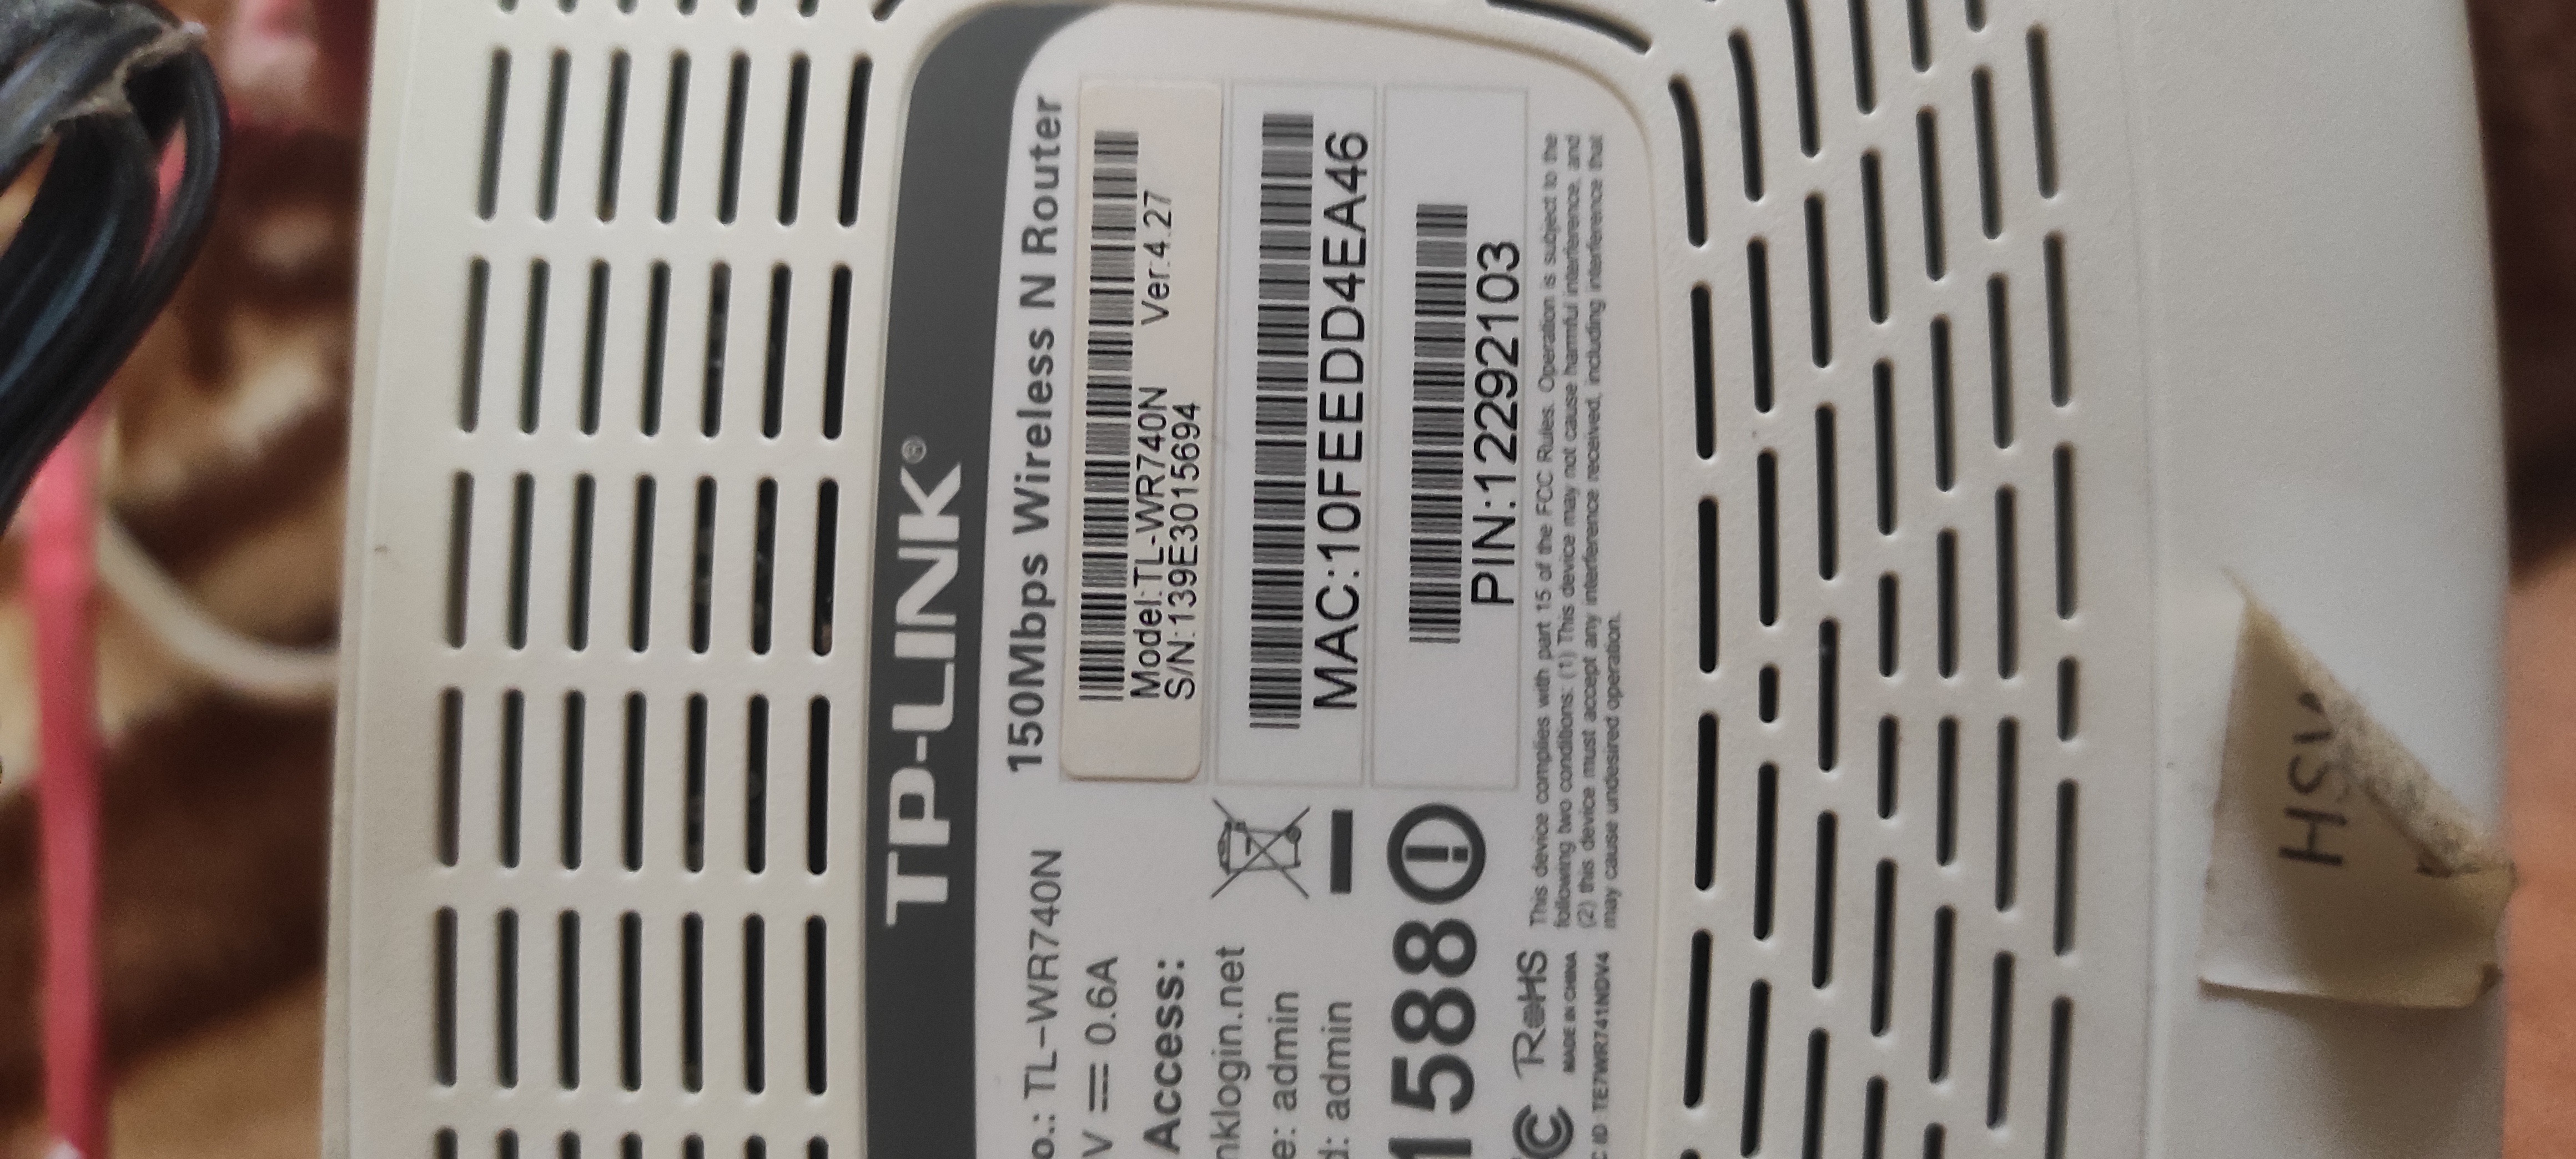 TP-LINK®
o.: TL-WR740N 150Mbps Wireless N Router
V 0.6A
Access:
nklogin.net
e: admin
d: admin
Model:TL-WR740N Ver:4.27
S/N:139E3015694
MAC:10FEEDD4EA46
PIN:12292103
1588
RoHS
MADE IN CHINA
C ID: TE7WR741NDV4
This device complies with part 15 of the FCC Rules. Operation is subject to the
following two conditions: (1) This device may not cause harmful interference, and
(2) this device must accept any interference received, including interference that
may cause undesired operation.
HSV